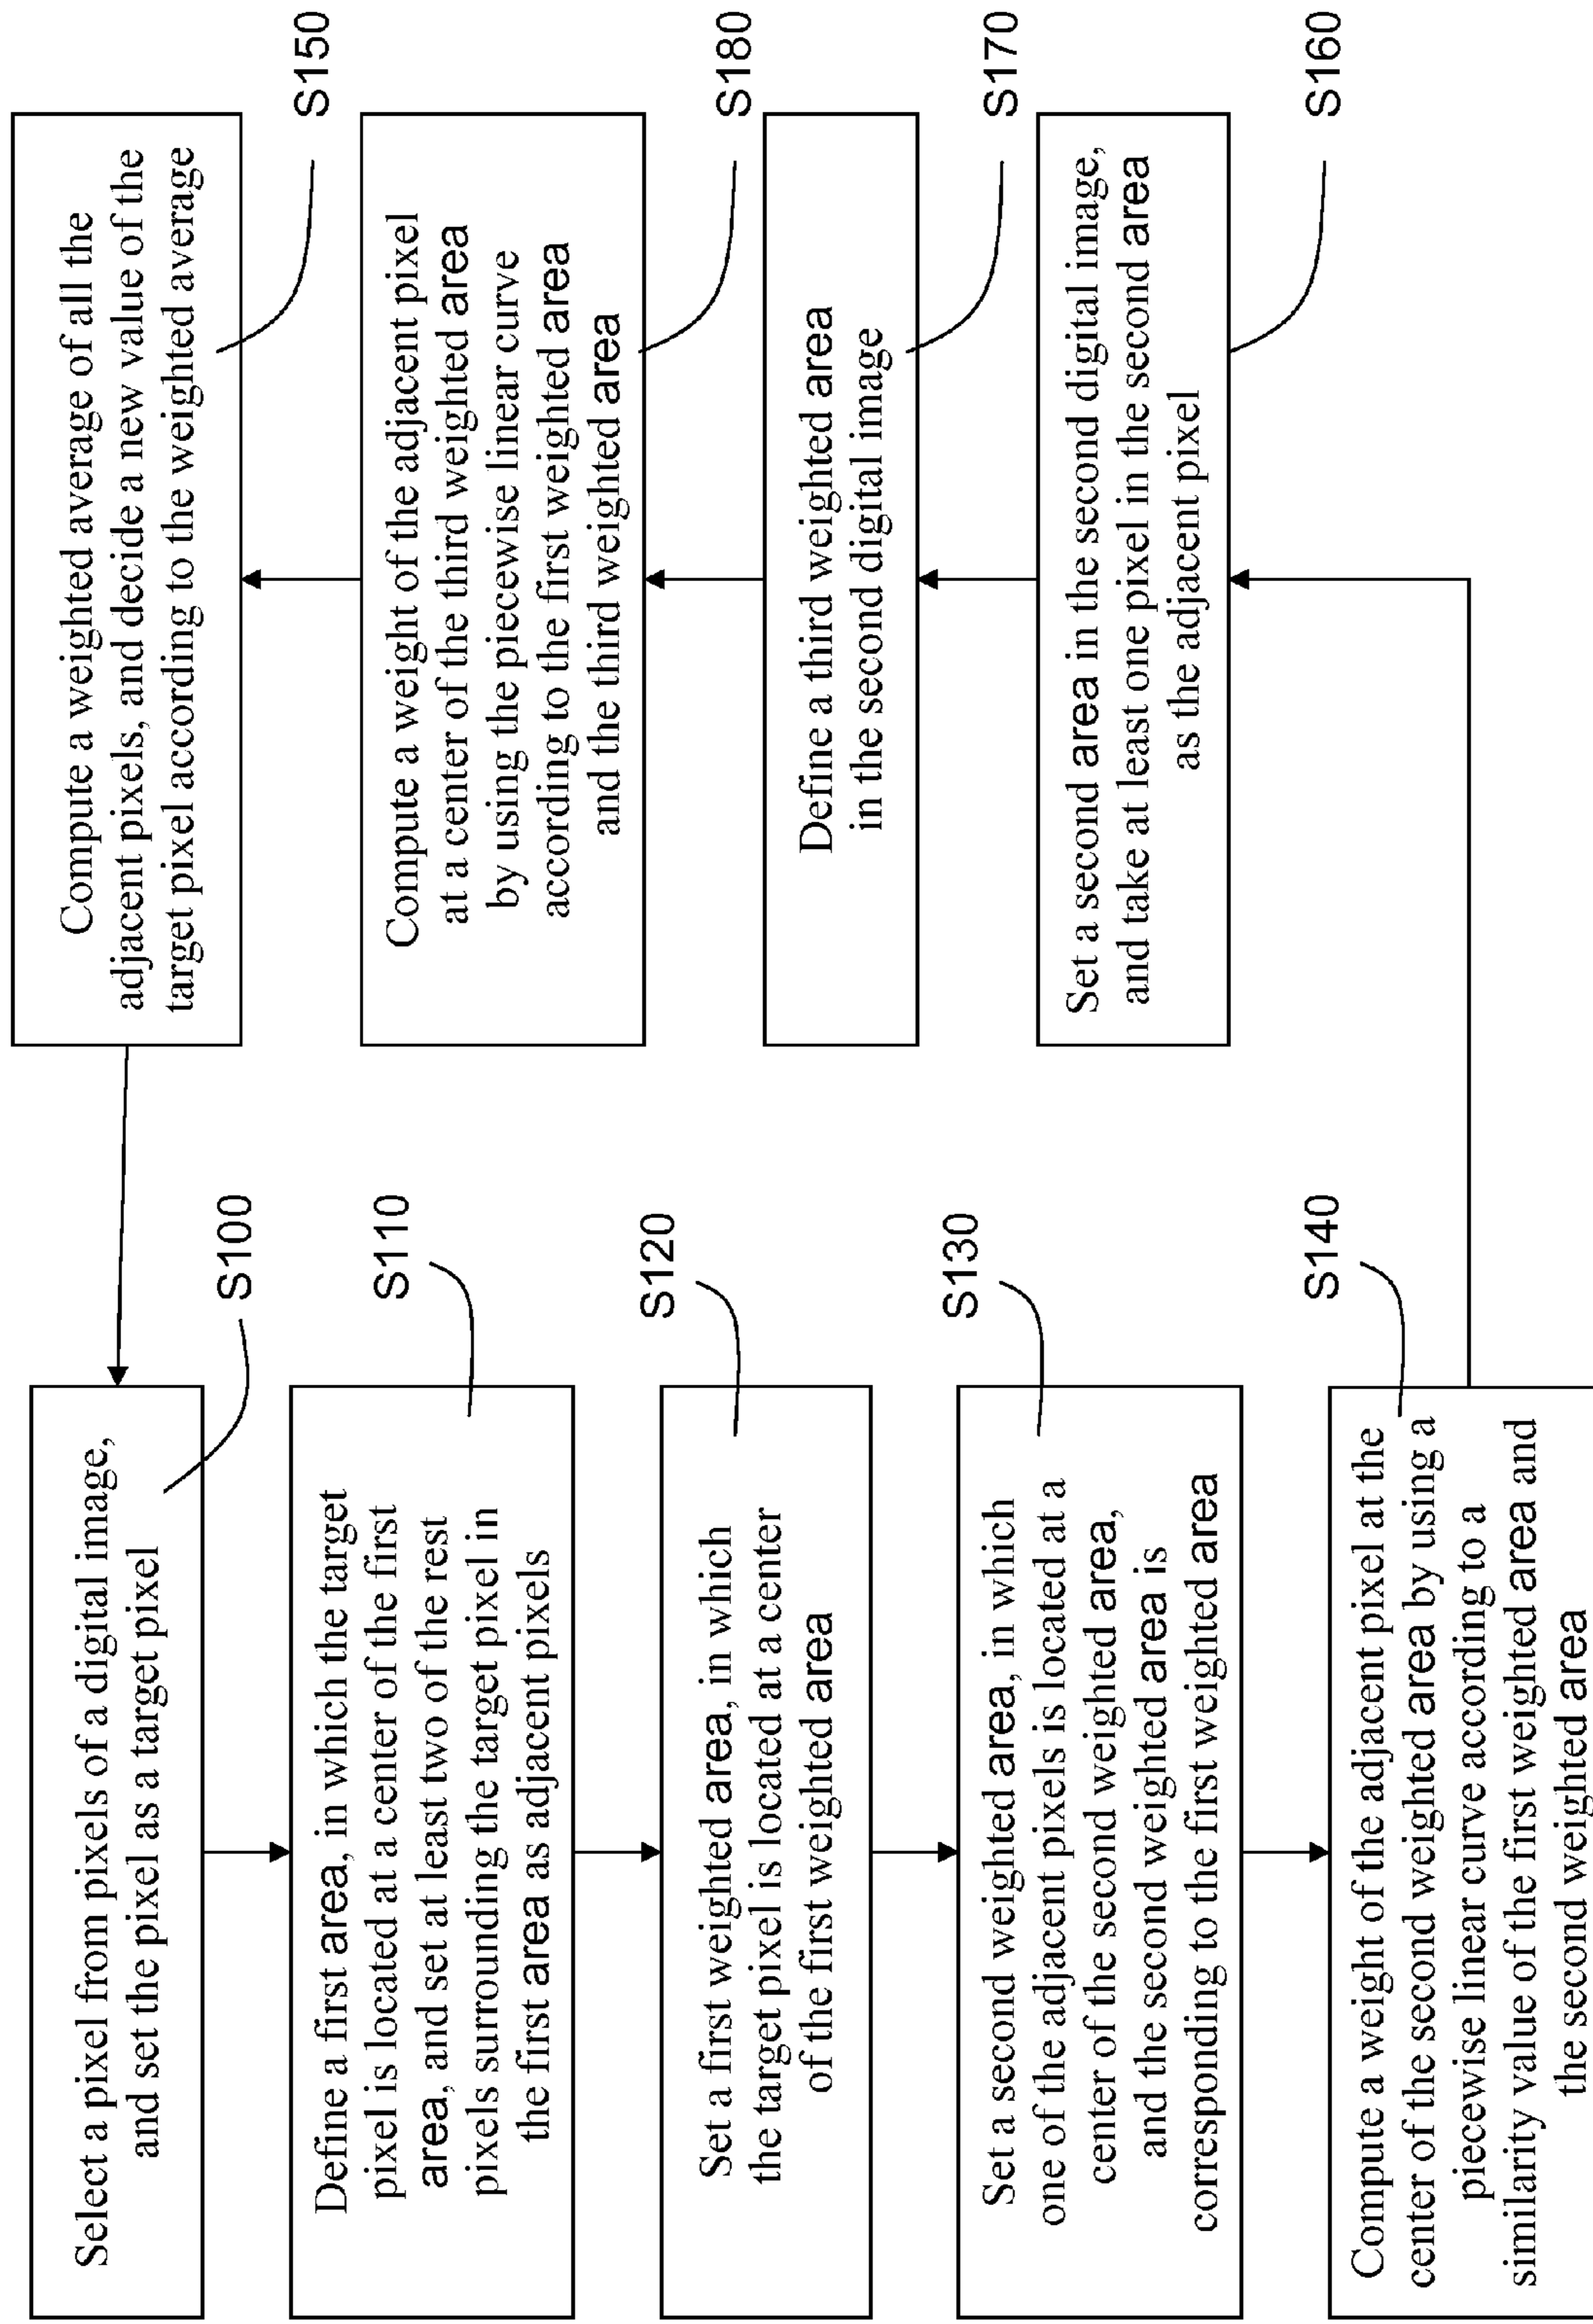 Select a pixel from pixels of a digital image,
and set the pixel as a target pixel
S100
Define a first area, in which the target
pixel is located at a center of the first
area, and set at least two of the rest
pixels surrounding the target pixel in
the first area as adjacent pixels
S110
Set a first weighted area, in which
the target pixel is located at a center
of the first weighted area
S120
Set a second weighted area, in which
one of the adjacent pixels is located at a
center of the second weighted area,
and the second weighted area is
corresponding to the first weighted area
S130
Compute a weight of the adjacent pixel at the
center of the second weighted area by using a
piecewise linear curve according to a
similarity value of the first weighted area and
the second weighted area
S140
Set a second area in the second digital image,
and take at least one pixel in the second area
as the adjacent pixel
S160
Define a third weighted area
in the second digital image
S170
Compute a weight of the adjacent pixel
at a center of the third weighted area
by using the piecewise linear curve
according to the first weighted area
and the third weighted area
S180
Compute a weighted average of all the
adjacent pixels, and decide a new value of the
target pixel according to the weighted average
S150